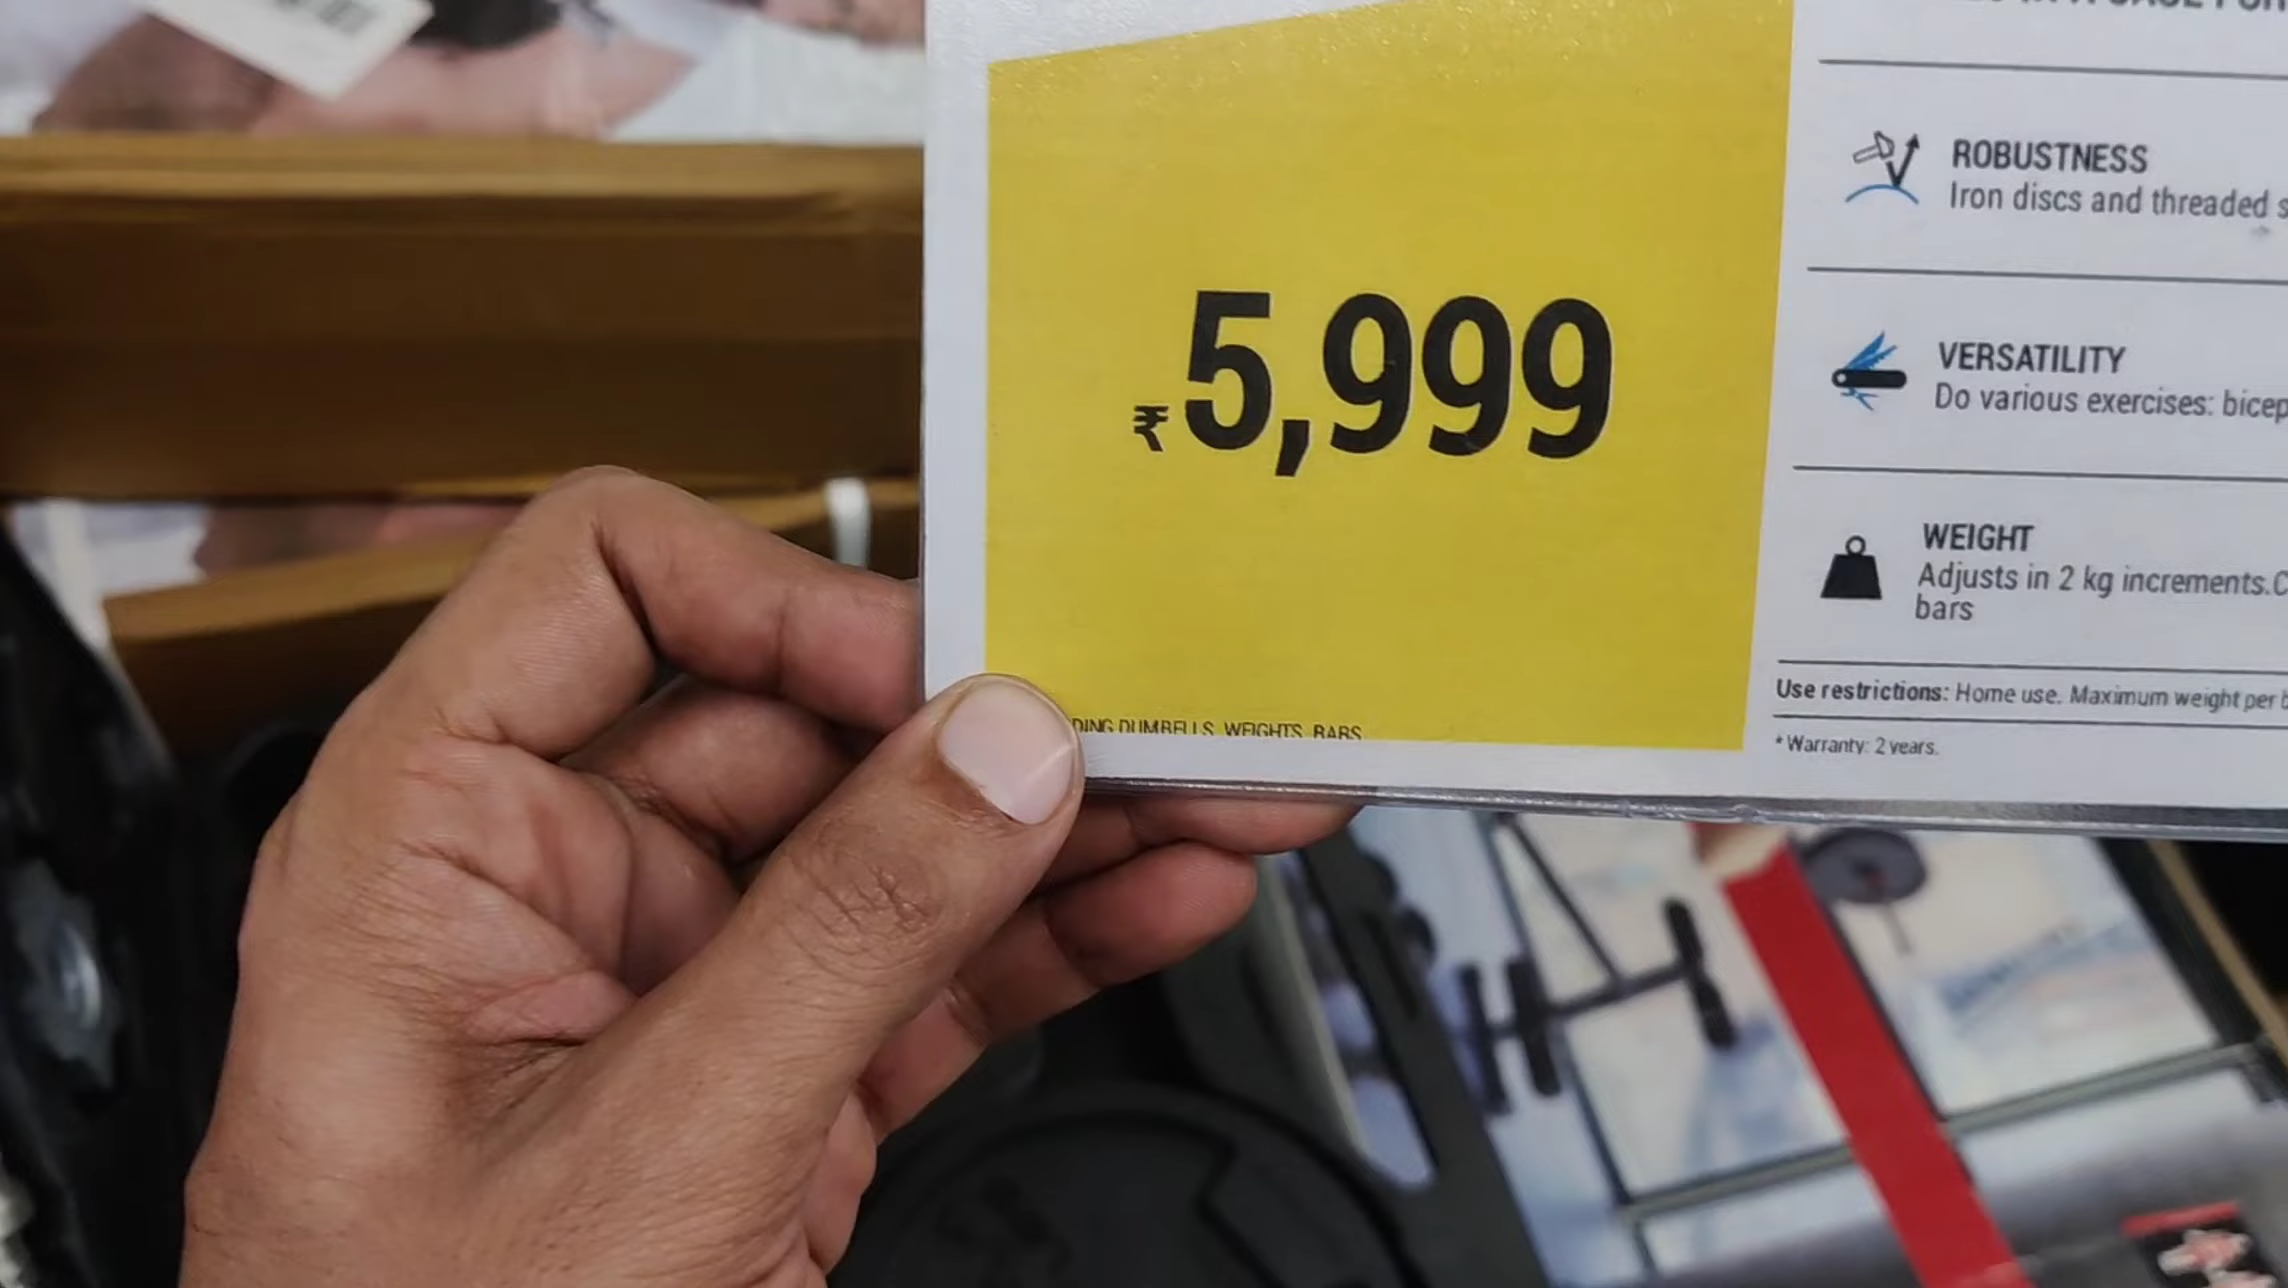 ₹5,999
DUMBELLS, WEIGHTS, BARS
ROBUSTNESS
Iron discs and threaded
VERSATILITY
Do various exercises:
WEIGHT
Adjusts in 2 kg increments.
bars
Use restrictions: Home use. Maximum weight per
* Warranty: 2 years.